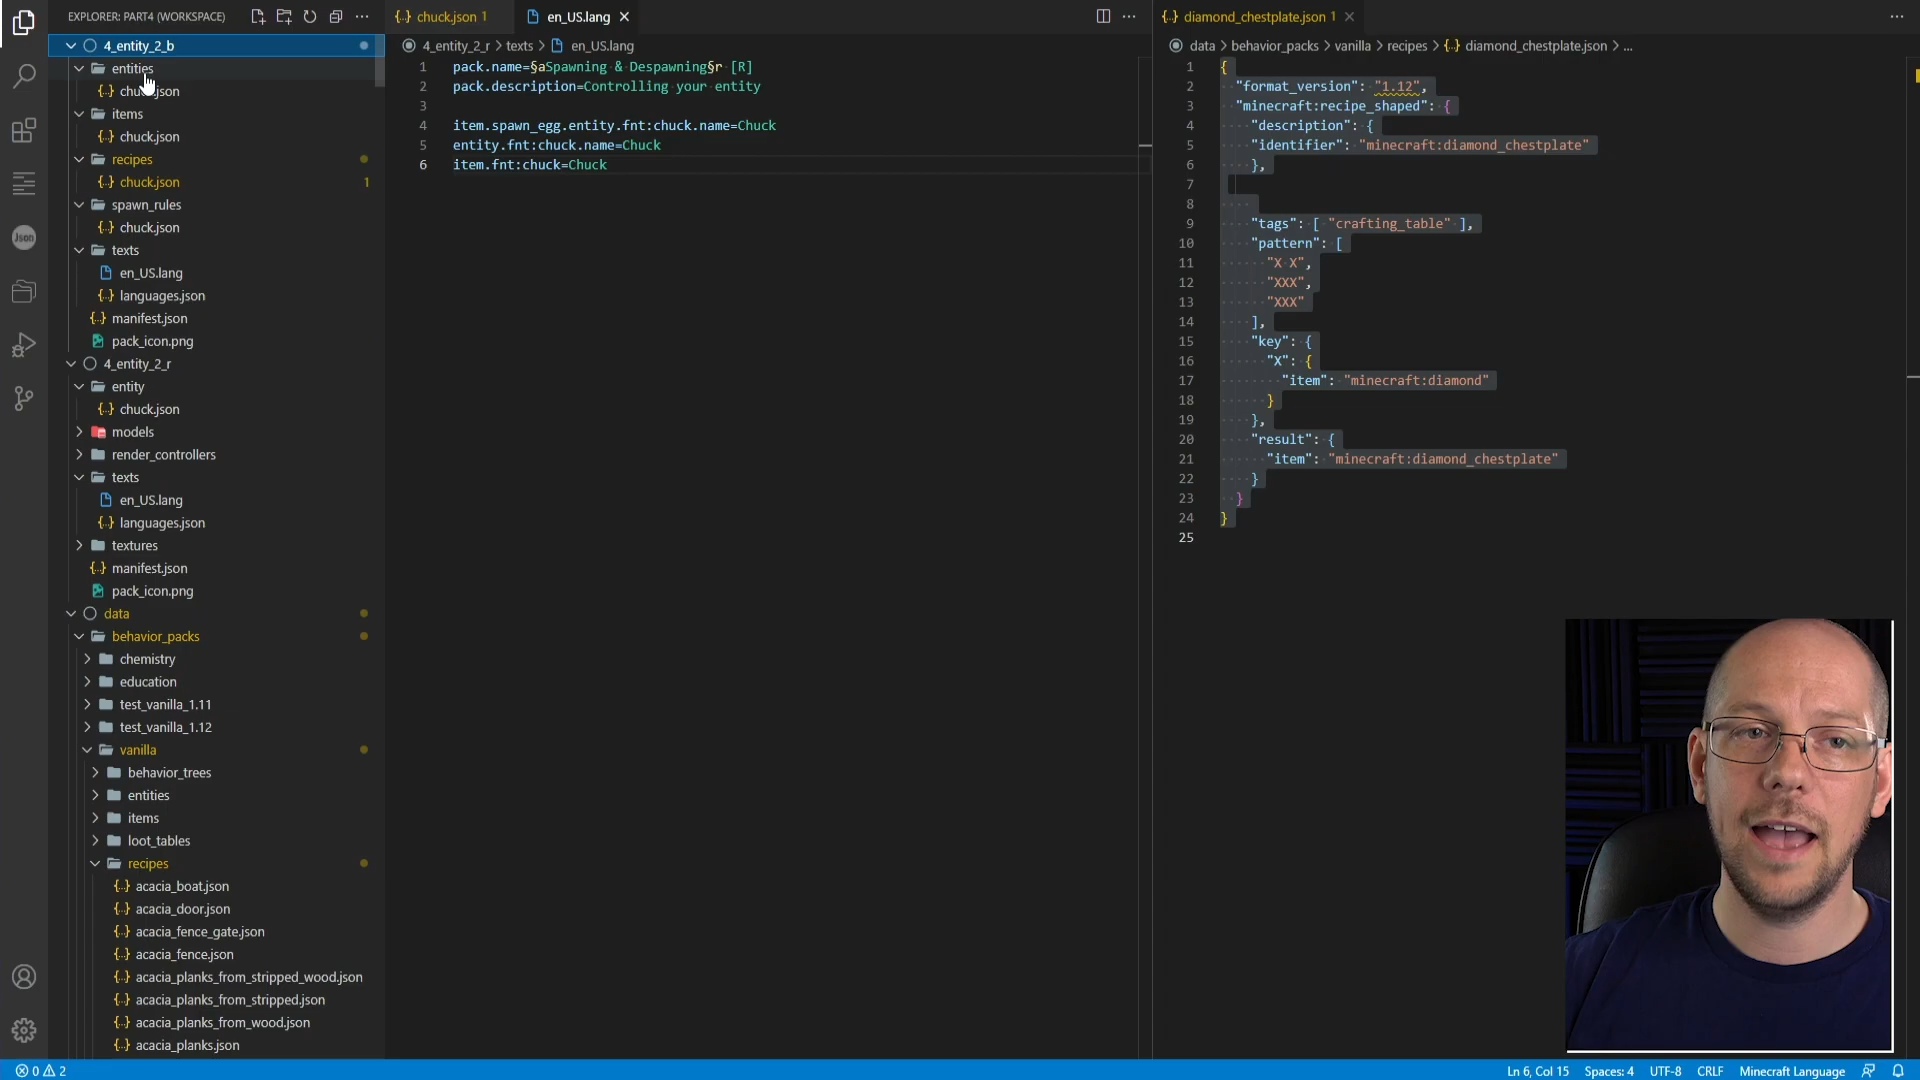 EXPLORER: PART4 (WORKSPACE)
4_entity_2_b
entities
chuck.json
items
chuck.json
recipes
chuck.json 1
spawn_rules
chuck.json
texts
en_US.lang
languages.json
manifest.json
pack_icon.png
4_entity_2_r
entity
chuck.json
models
render_controllers
texts
en_US.lang
languages.json
textures
manifest.json
pack_icon.png
data
behavior_packs
chemistry
education
test_vanilla_1.11
test_vanilla_1.12
vanilla
behavior_trees
entities
items
loot_tables
recipes
acacia_boat.json
acacia_door.json
acacia_fence_gate.json
acacia_fence.json
acacia_planks_from_stripped_wood.json
acacia_planks_from_stripped.json
acacia_planks_from_wood.json
acacia_planks.json
Json
chuck.json 1
en_US.lang
4_entity_2_r > texts > en_US.lang
1 pack.name=§aSpawning & Despawning§r [R]
2 pack.description=Controlling your entity
3
4 item.spawn_egg.entity.fnt:chuck.name=Chuck
5 entity.fnt:chuck.name=Chuck
6 item.fnt:chuck=Chuck
{..} diamond_chestplate.json 1
data > behavior_packs > vanilla > recipes > {..} diamond_chestplate.json > ...
1 {
2 "format_version": "1.12",
3 "minecraft:recipe_shaped": {
4 "description": {
5 "identifier": "minecraft:diamond_chestplate"
6 },
7
8
9 "tags": [ "crafting_table" ],
10 "pattern": [
11 "X X",
12 "XXX",
13 "XXX"
14 ],
15 "key": {
16 "X": {
17 "item": "minecraft:diamond"
18 }
19 },
20 "result": {
21 "item": "minecraft:diamond_chestplate"
22 }
23 }
24 }
25
0 2
Ln 6, Col 15 Spaces: 4 UTF-8 CRLF Minecraft Language